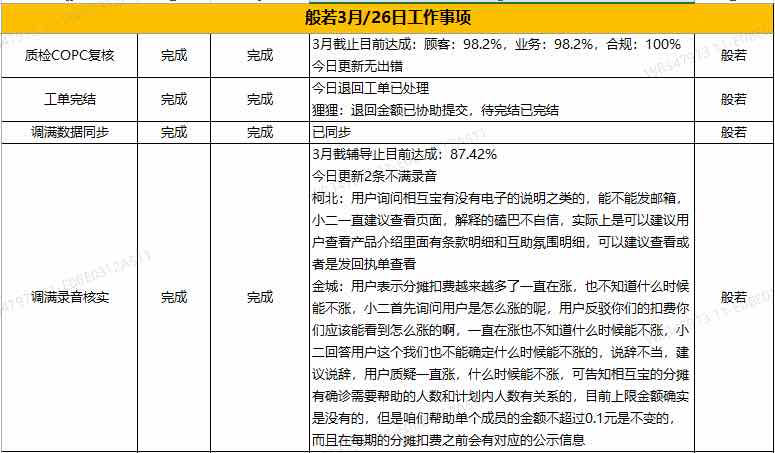 般若3月/26日工作事项
质检COPC复核 完成 完成 3月截止目前达成：顾客：98.2%，业务：98.2%，合规：100% 般若
今日更新无出错
工单完结 完成 完成 今日退回工单已处理 般若
狸狸：退回金额已协助提交，待完结已完结
调满数据同步 完成 完成 已同步 般若
调满录音核实 完成 完成 3月截辅导止目前达成：87.42% 般若
今日更新2条不满录音
柯北：用户询问相互宝有没有电子的说明之类的，能不能发邮箱，
小二一直建议查看页面，解释的磕巴不自信，实际上是可以建议用
户查看产品介绍里面有条款明细和互助氛围明细，可以建议查看或
者是发回执单查看
金城：用户表示分摊扣费越来越多了一直在涨，也不知道什么时候
能不涨，小二首先询问用户是怎么涨的呢，用户反驳你们的扣费你
们应该能看到怎么涨的啊，一直在涨也不知道什么时候能不涨，小
二回答用户这个我们也不能确定什么时候能不涨的，说辞不当，建
议说辞，用户质疑一直涨，什么时候能不涨，可告知相互宝的分摊
有确诊需要帮助的人数和计划内人数有关系的，目前上限金额确实
是没有的，但是咱们帮助单个成员的金额不超过0.1元是不变的，
而且在每期的分摊扣费之前会有对应的公示信息